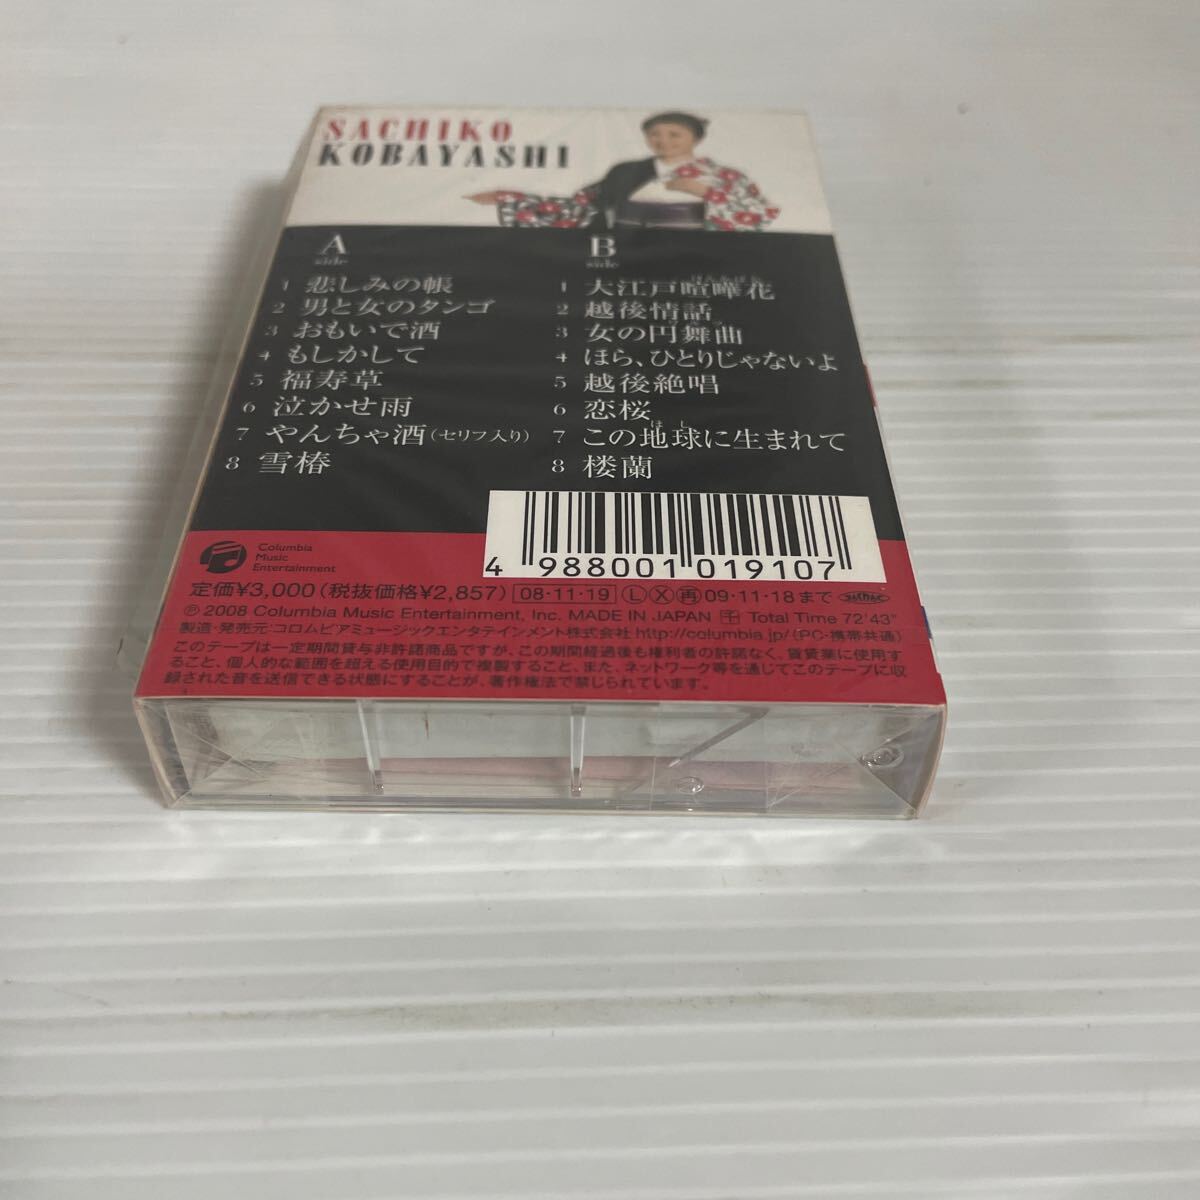 SACHIKO
KOBAYASHI
A
side
1 悲しみの帳
2 男と女のタンゴ
3 おもいで酒
4 もしかして
5 福寿草
6 泣かせ雨
7 やんちゃ酒(セリフ入り)
8 雪椿
B
side
1 大江戸喧嘩花
2 越後情話
3 女の円舞曲
4 ほら、ひとりじゃないよ
5 越後絶唱
6 恋桜
ほし
7 この地球に生まれて
8 楼蘭
4 988001 019107
Columbia
Music
Entertainment
定価¥3,000(税抜価格¥2,857) 08・11・19 L X 再 09・11・18まで
℗ 2008 Columbia Music Entertainment, Inc. MADE IN JAPAN Total Time 72'43"
製造・発売元:コロムビアミュージックエンタテインメント株式会社 http://columbia.jp/(PC・携帯共通)
このテープは一定期間貸与非許諾商品ですが、この期間経過後も権利者の許諾なく、賃貸業に使用す
ること、個人的な範囲を超える使用目的で複製すること、また、ネットワーク等を通じてこのテープに収
録された音を送信できる状態にすることが、著作権法で禁じられています。